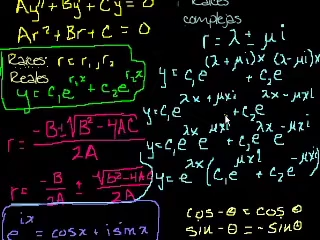 Ay" + By' + Cy = 0
Ar² + Br + C = 0
Raices r = r₁, r₂
Reales
y = c₁e^(r₁x) + c₂e^(r₂x)
r = (-B ± √(B² - 4AC)) / 2A
r = -B/2A ± √(B² - 4AC) / 2A
e^(ix) = cosx + isinx
Raices
complejas
r = λ ± μi
y = c₁e^((λ + μi)x) + c₂e^((λ - μi)x)
y = c₁e^(λx + μxi) + c₂e^(λx - μxi)
y = c₁e^(λx) e^(μxi) + c₂e^(λx) e^(-μxi)
y = e^(λx) (c₁e^(μxi) + c₂e^(-μxi))
cos -θ = cos θ
sin -θ = -sin θ